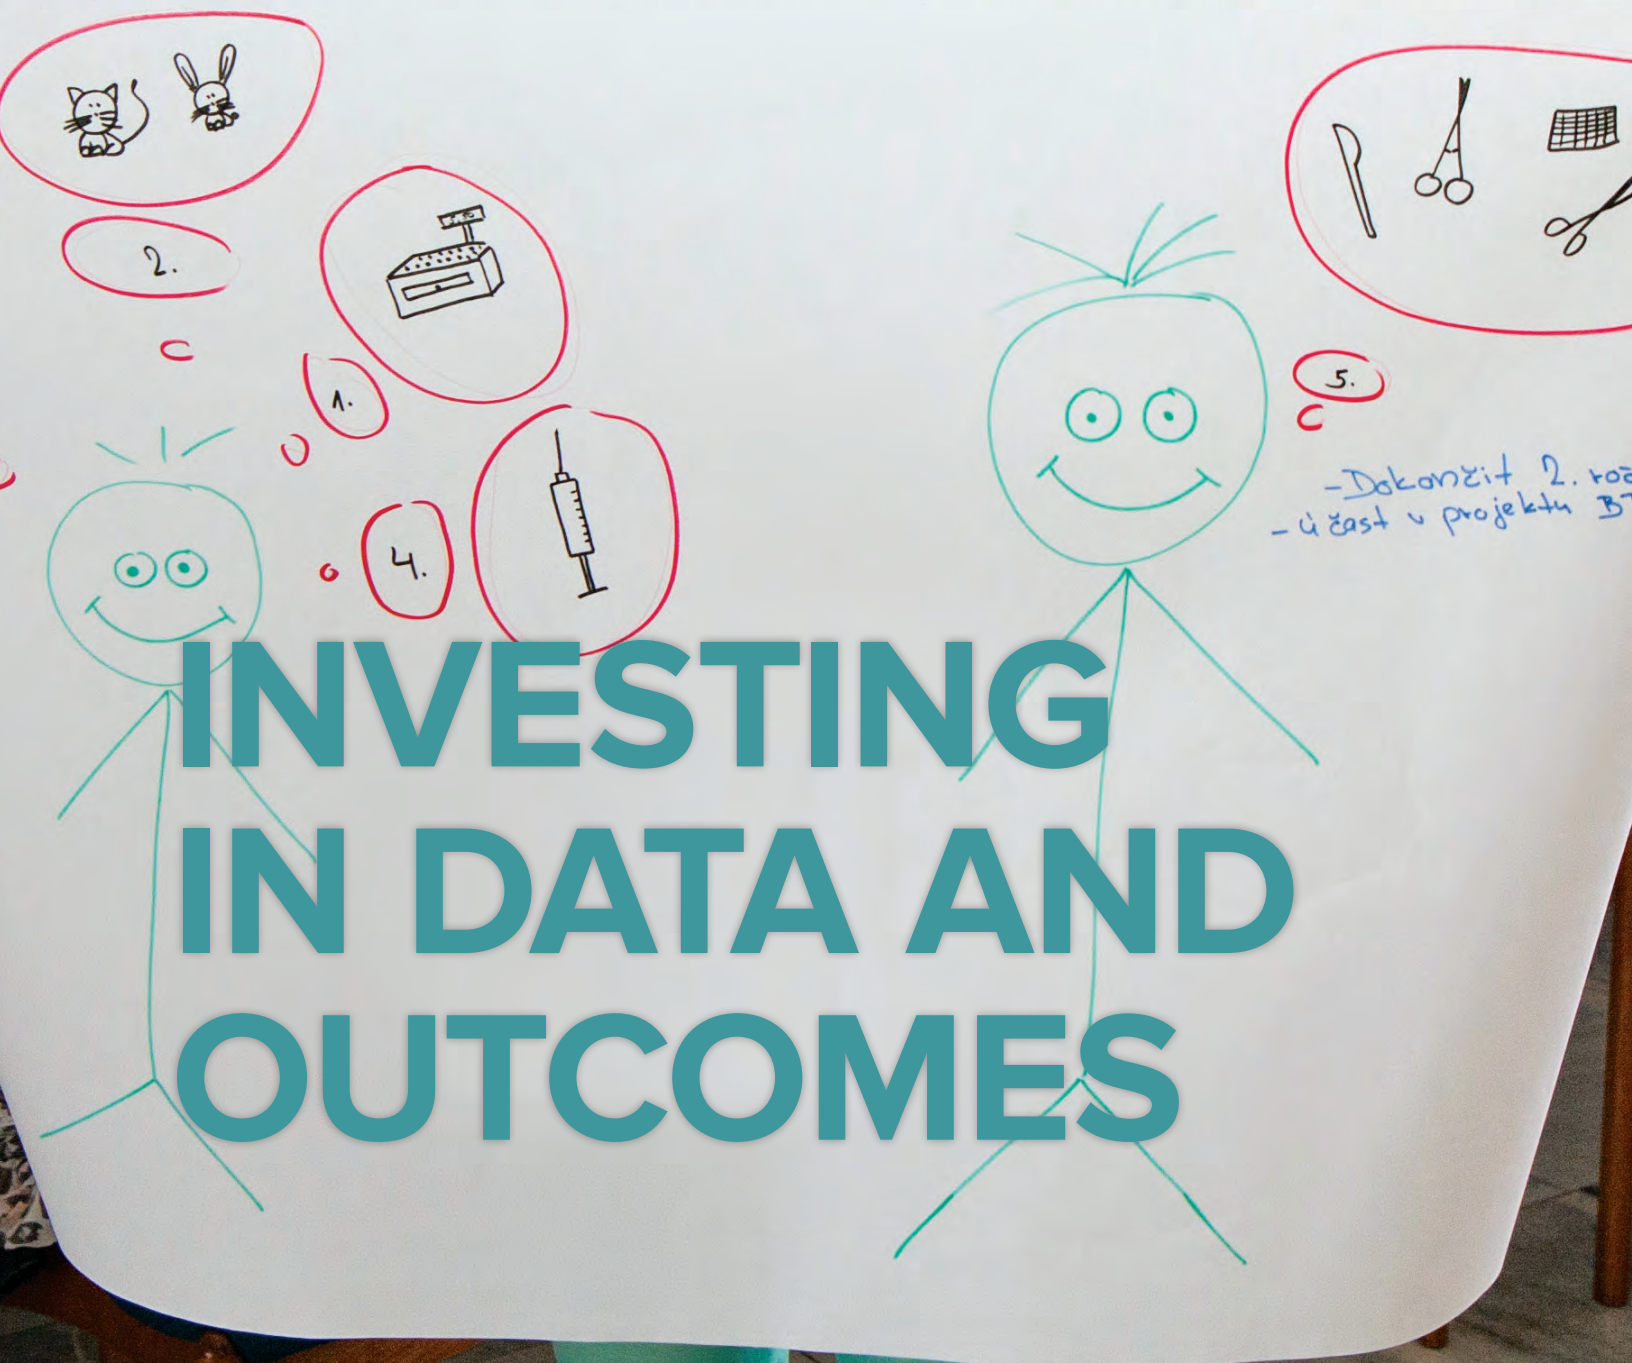 2.
1.
5.
4.
- Dokončit 2.
- účast v projektu
INVESTING
IN DATA AND
OUTCOMES